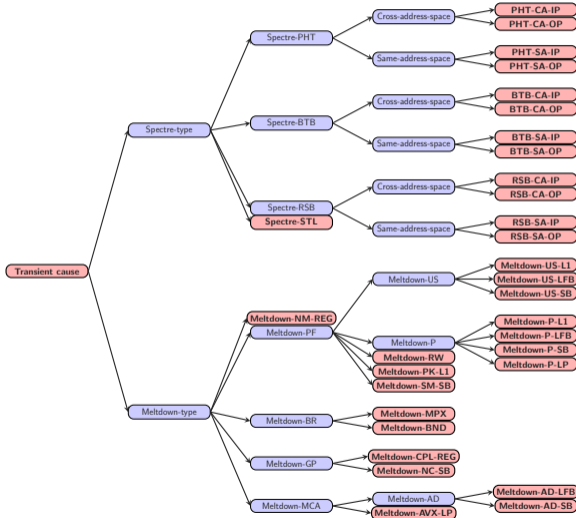 Transient cause
Spectre-type
Spectre-PHT
Cross-address-space
PHT-CA-IP
PHT-CA-OP
Same-address-space
PHT-SA-IP
PHT-SA-OP
Spectre-BTB
Cross-address-space
BTB-CA-IP
BTB-CA-OP
Same-address-space
BTB-SA-IP
BTB-SA-OP
Spectre-RSB
Cross-address-space
RSB-CA-IP
RSB-CA-OP
Same-address-space
RSB-SA-IP
RSB-SA-OP
Spectre-STL
Meltdown-type
Meltdown-NM-REG
Meltdown-PF
Meltdown-US
Meltdown-US-L1
Meltdown-US-LFB
Meltdown-US-SB
Meltdown-P
Meltdown-P-L1
Meltdown-P-LFB
Meltdown-P-SB
Meltdown-P-LP
Meltdown-RW
Meltdown-PK-L1
Meltdown-SM-SB
Meltdown-BR
Meltdown-MPX
Meltdown-BND
Meltdown-GP
Meltdown-CPL-REG
Meltdown-NC-SB
Meltdown-MCA
Meltdown-AD
Meltdown-AD-LFB
Meltdown-AD-SB
Meltdown-AVX-LP